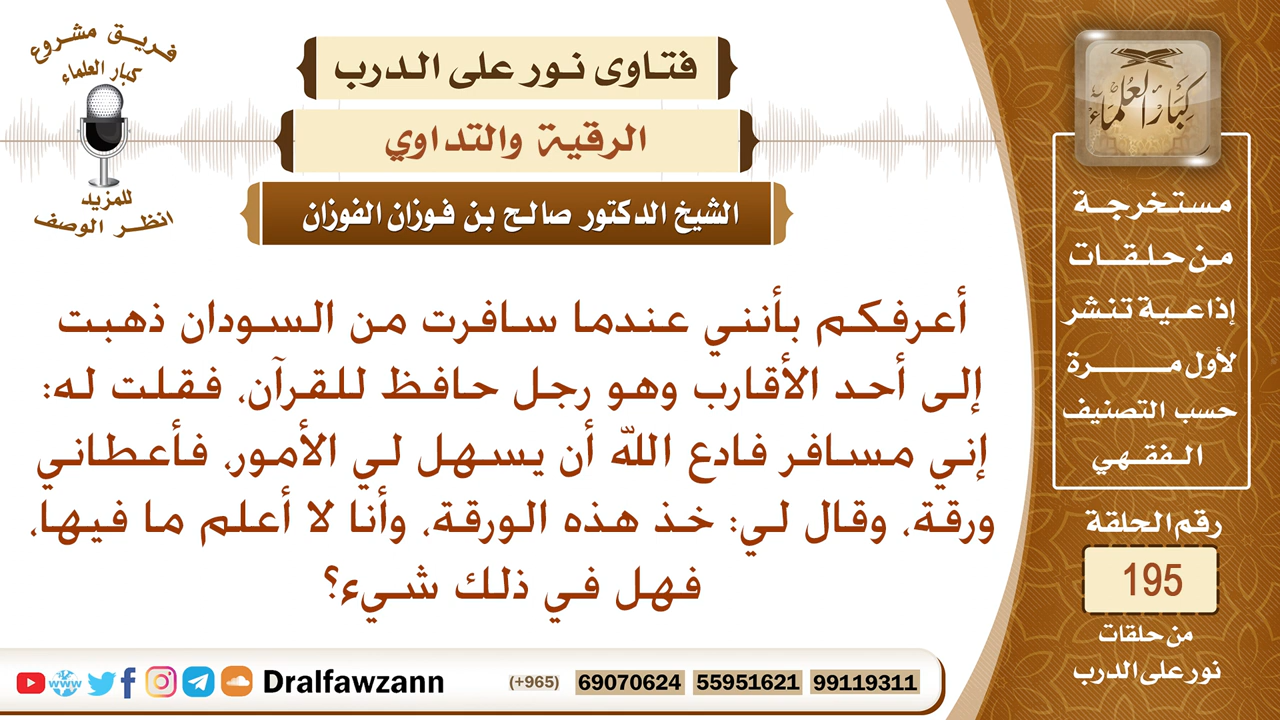 فريق مشروع
كبار العلماء
للمزيد
انظر الوصف
فتاوى نور على الدرب
الرقية والتداوي
الشيخ الدكتور صالح بن فوزان الفوزان
أعرفكم بأنني عندما سافرت من السودان ذهبت
إلى أحد الأقارب وهو رجل حافظ للقرآن، فقلت له:
إني مسافر فادع الله أن يسهل لي الأمور، فأعطاني
ورقة، وقال لي: خذ هذه الورقة، وأنا لا أعلم ما فيها،
فهل في ذلك شيء؟
كبار العلماء
مستخرجة
من حلقات
إذاعية تنشر
لأول مرة
حسب التصنيف
الفقهي
رقم الحلقة
195
من حلقات
نور على الدرب
www Dralfawzann (+965) 69070624 55951621 99119311